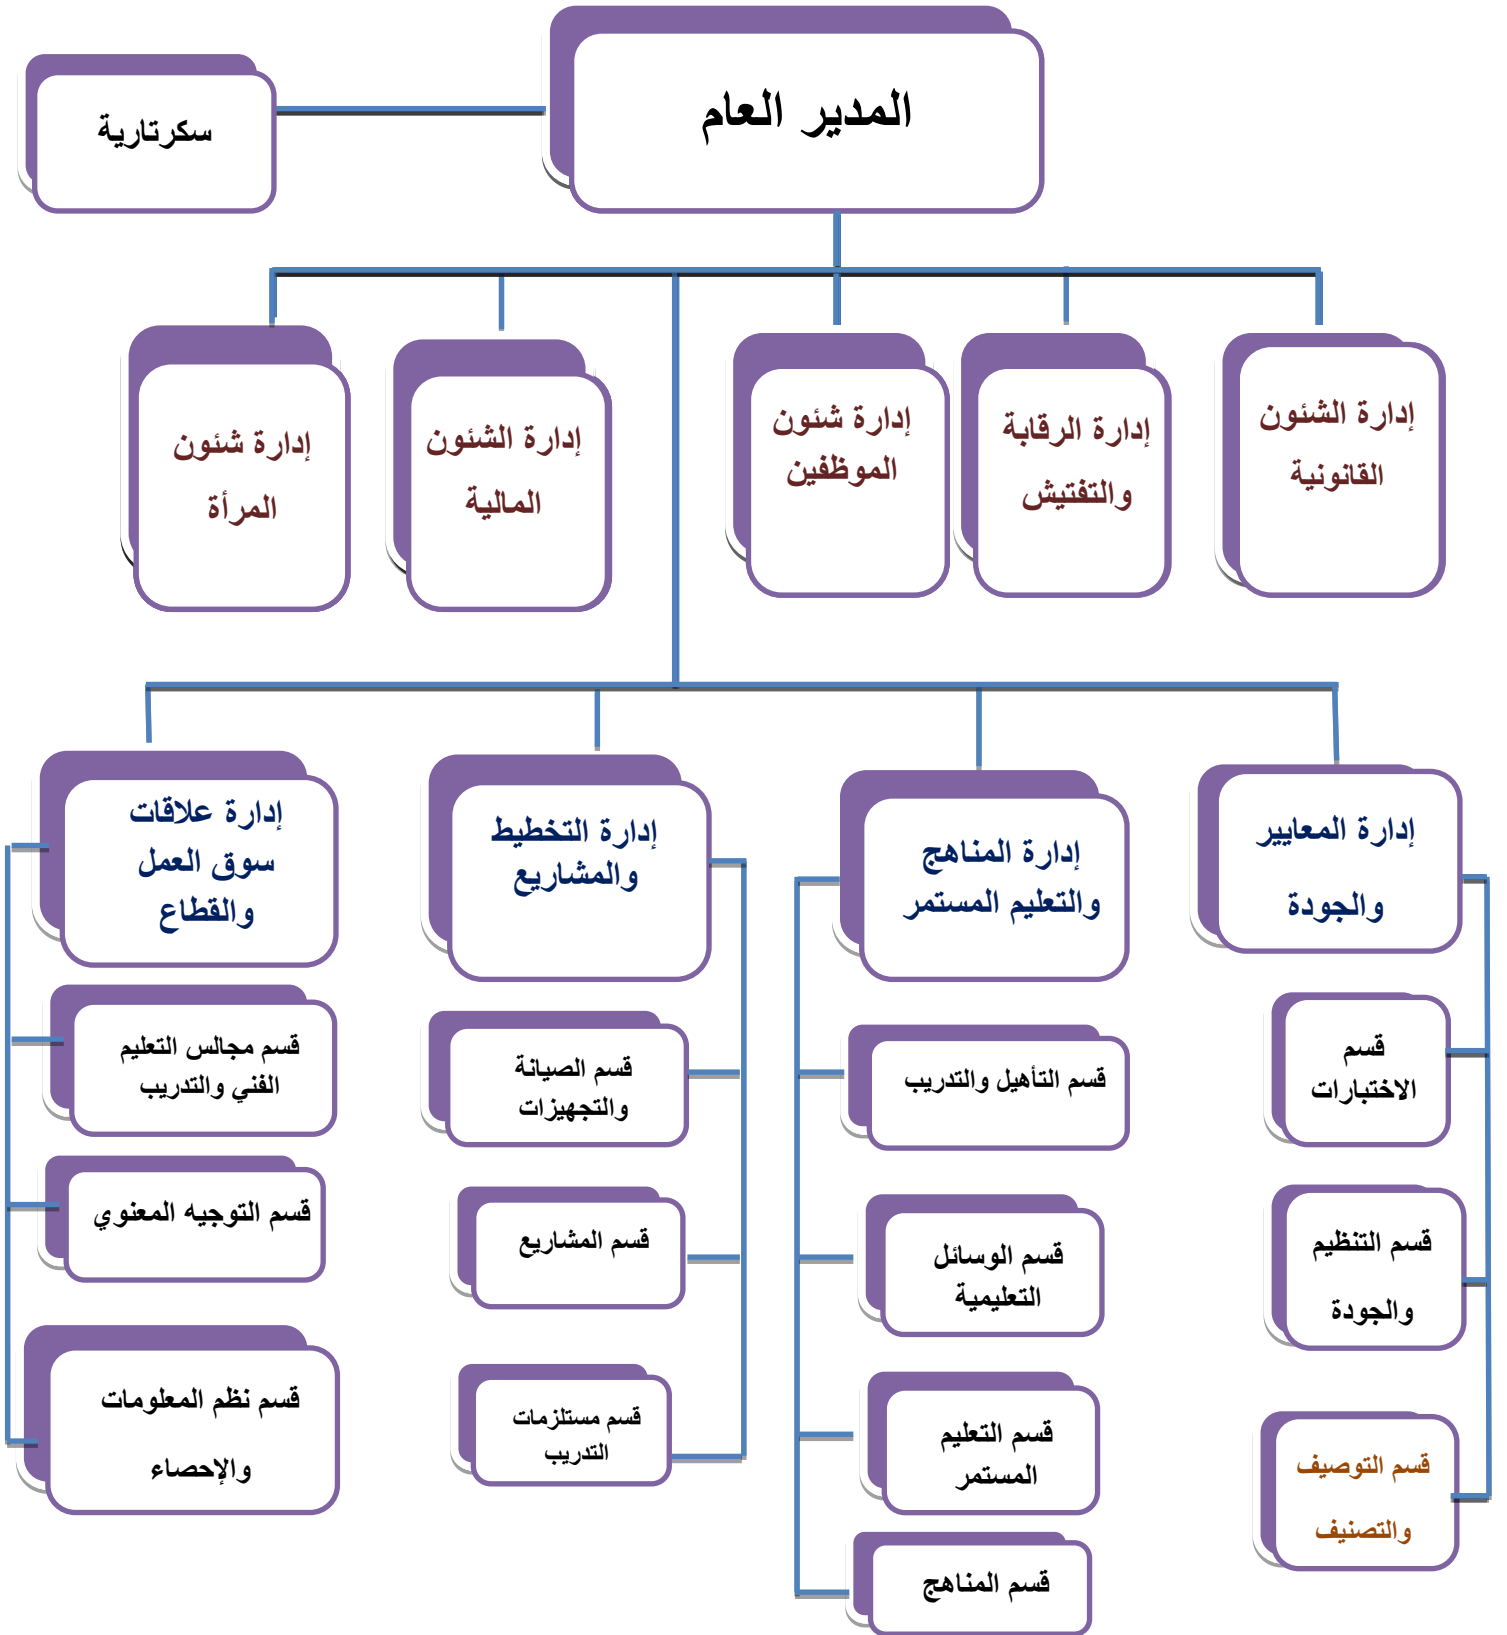 المدير العام
سكرتارية
إدارة الشئون
القانونية
إدارة الرقابة
والتفتيش
إدارة شئون
الموظفين
إدارة الشئون
المالية
إدارة شئون
المرأة
إدارة المعايير
والجودة
إدارة المناهج
والتعليم المستمر
إدارة التخطيط
والمشاريع
إدارة علاقات
سوق العمل
والقطاع
قسم
الاختبارات
قسم التنظيم
والجودة
قسم التوصيف
والتصنيف
قسم التأهيل والتدريب
قسم الوسائل
التعليمية
قسم التعليم
المستمر
قسم المناهج
قسم الصيانة
والتجهيزات
قسم المشاريع
قسم مستلزمات
التدريب
قسم مجالس التعليم
الفني والتدريب
قسم التوجيه المعنوي
قسم نظم المعلومات
والإحصاء